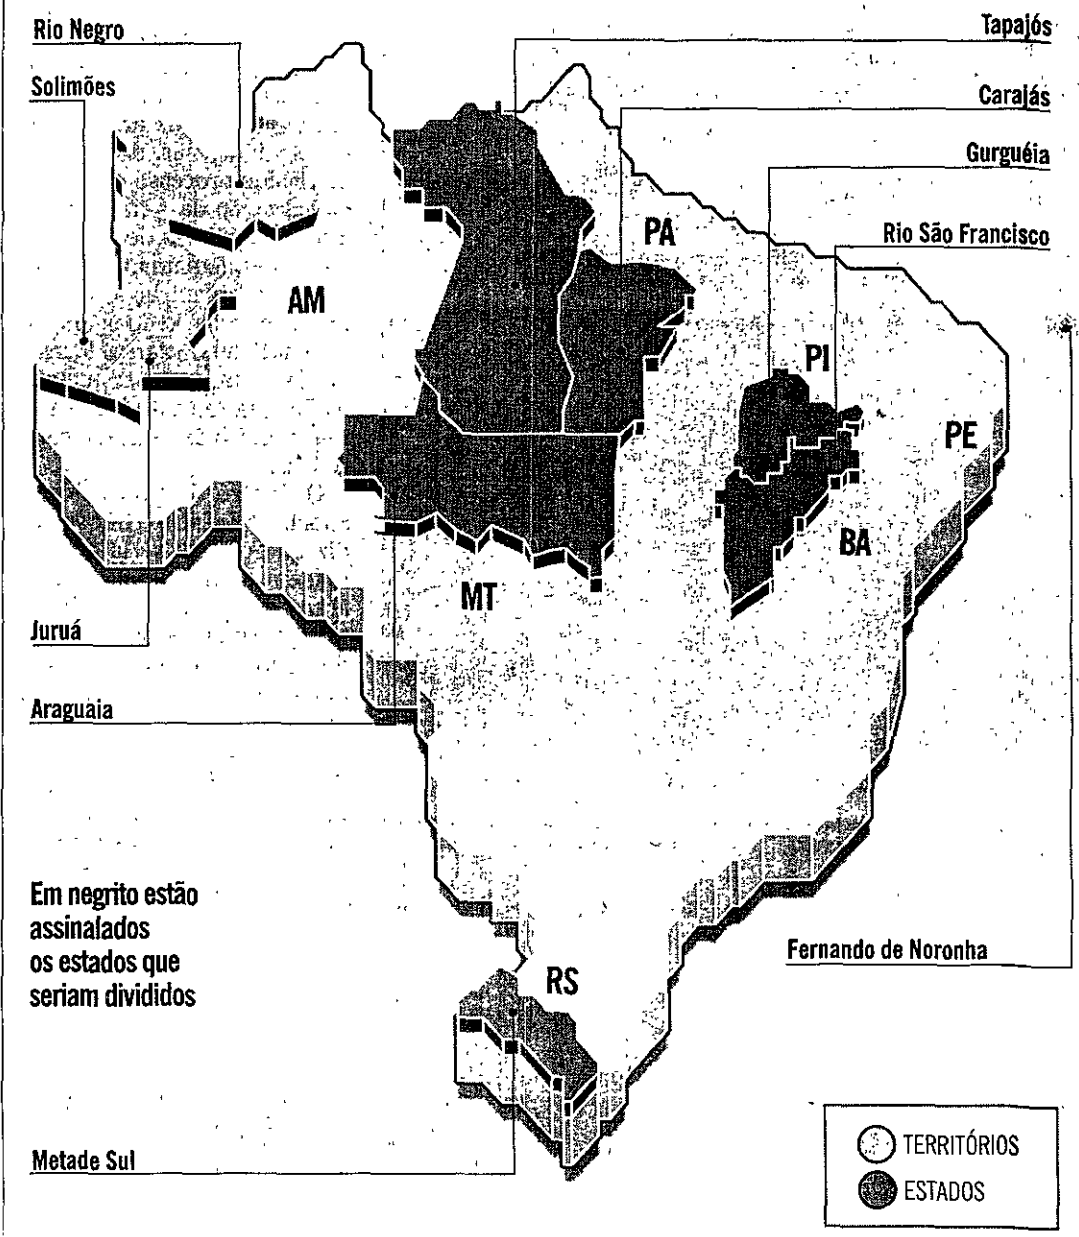 Rio Negro
Solimões
Tapajós
Carajás
Gurguéia
Rio São Francisco
PA
AM
PI
PE
BA
MT
Juruá
Araguaia
Em negrito estão
assinalados
os estados que
seriam divididos
Fernando de Noronha
RS
Metade Sul
TERRITÓRIOS
ESTADOS